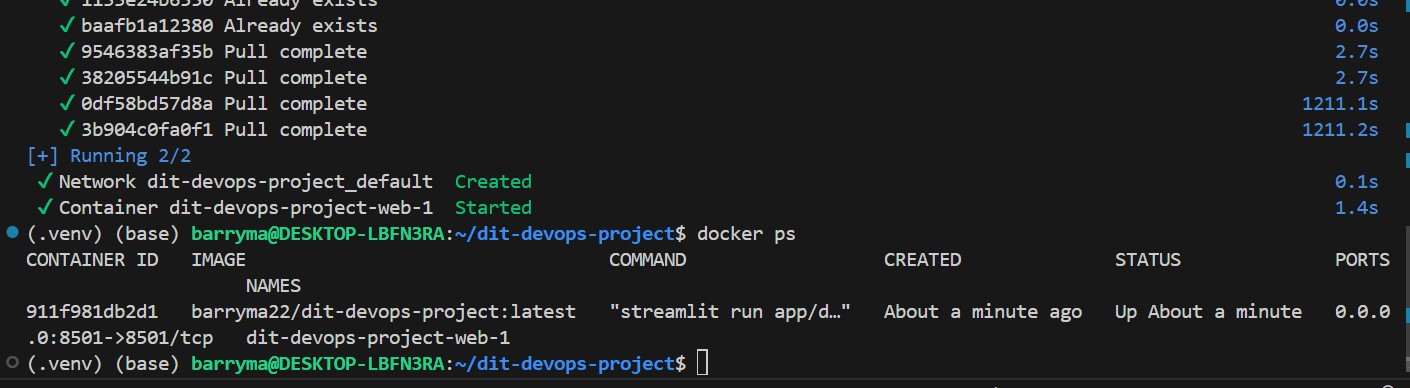 ✓ baafb1a12380 Already exists 0.0s
✓ 9546383af35b Pull complete 2.7s
✓ 38205544b91c Pull complete 2.7s
✓ 0df58bd57d8a Pull complete 1211.1s
✓ 3b904c0fa0f1 Pull complete 1211.2s
[+] Running 2/2
✓ Network dit-devops-project_default Created 0.1s
✓ Container dit-devops-project-web-1 Started 1.4s
(.venv) (base) barryma@DESKTOP-LBFN3RA:~/dit-devops-project$ docker ps
CONTAINER ID IMAGE COMMAND CREATED STATUS PORTS
NAMES
911f981db2d1 barryma22/dit-devops-project:latest "streamlit run app/d…" About a minute ago Up About a minute 0.0.0
.0:8501->8501/tcp dit-devops-project-web-1
(.venv) (base) barryma@DESKTOP-LBFN3RA:~/dit-devops-project$